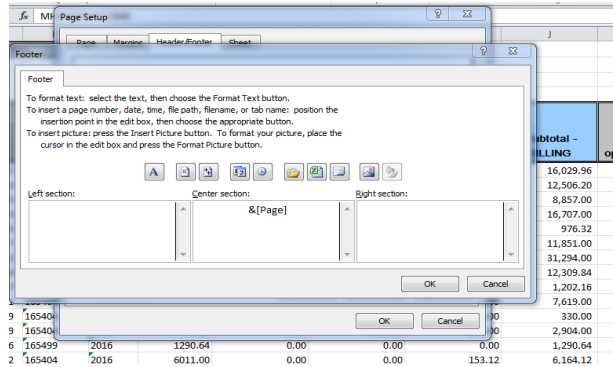 fx MH
Page Setup
Page Margins Header/Footer Sheet
J
Footer
Footer
To format text: select the text, then choose the Format Text button.
To insert a page number, date, time, file path, filename, or tab name: position the
insertion point in the edit box, then choose the appropriate button.
To insert picture: press the Insert Picture button. To format your picture, place the
cursor in the edit box and press the Format Picture button.
Left section: Center section: Right section:
&[Page]
OK Cancel
OK Cancel
btotal -
LLING
op
16,029.96
12,506.20
8,857.00
16,707.00
976.32
11,851.00
31,294.00
12,309.84
1,202.16
7,619.00
9 16540 330.00
9 16540 2,904.00
6 165499 2016 1290.64 0.00 0.00 0.00 1,290.64
2 165404 2016 6011.00 0.00 0.00 153.12 6,164.12